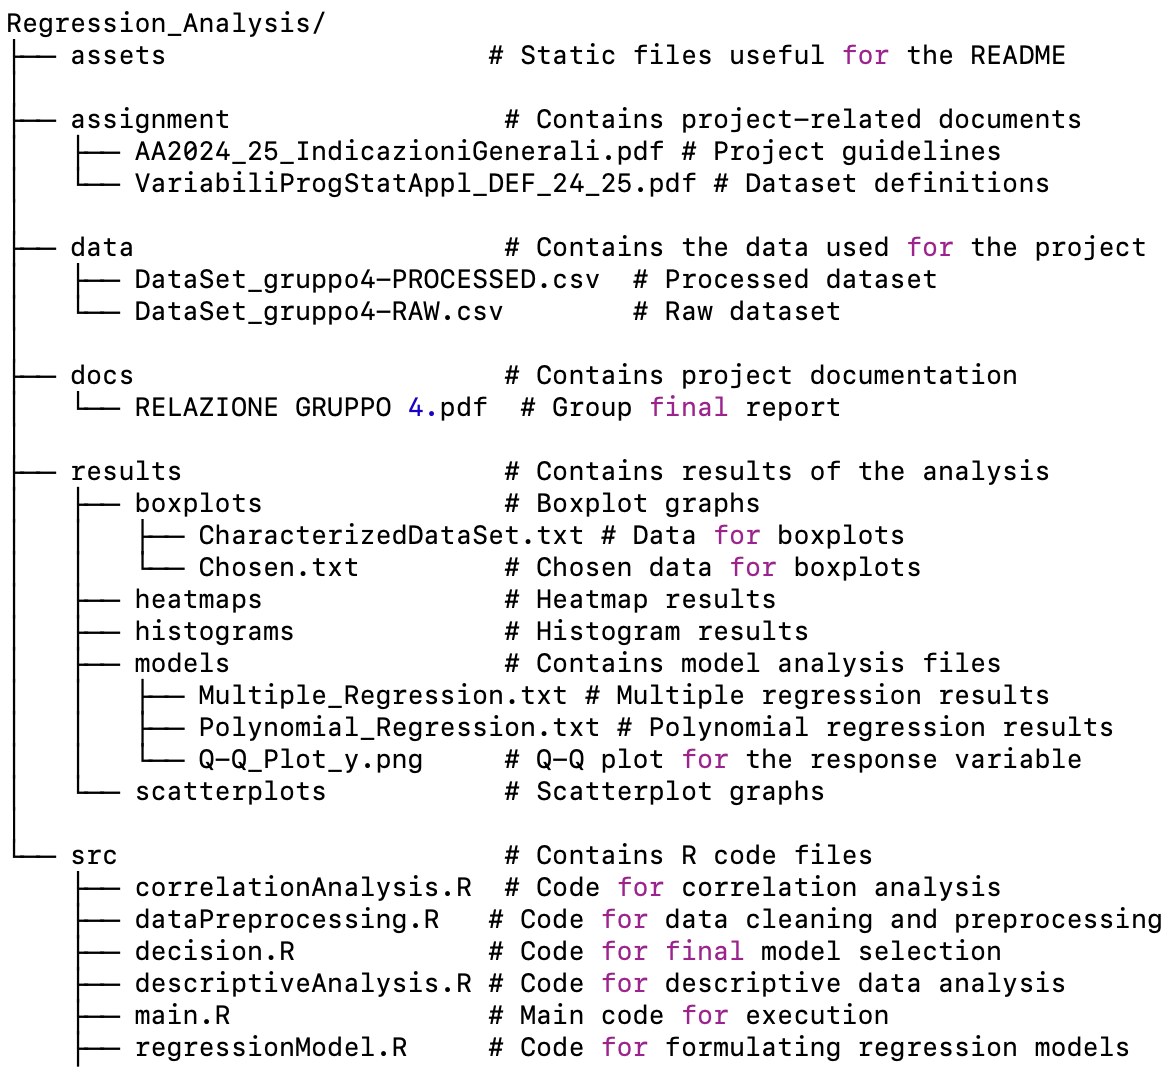 Regression_Analysis/
├── assets                    # Static files useful for the README
│
├── assignment                 # Contains project-related documents
│   ├── AA2024_25_IndicazioniGenerali.pdf # Project guidelines
│   └── VariabiliProgStatAppl_DEF_24_25.pdf # Dataset definitions
│
├── data                       # Contains the data used for the project
│   ├── DataSet_gruppo4-PROCESSED.csv  # Processed dataset
│   └── DataSet_gruppo4-RAW.csv        # Raw dataset
│
├── docs                       # Contains project documentation
│   └── RELAZIONE GRUPPO 4.pdf  # Group final report
│
├── results                    # Contains results of the analysis
│   ├── boxplots               # Boxplot graphs
│   │   ├── CharacterizedDataSet.txt # Data for boxplots
│   │   └── Chosen.txt         # Chosen data for boxplots
│   ├── heatmaps               # Heatmap results
│   ├── histograms             # Histogram results
│   ├── models                 # Contains model analysis files
│   │   ├── Multiple_Regression.txt # Multiple regression results
│   │   ├── Polynomial_Regression.txt # Polynomial regression results
│   │   └── Q-Q_Plot_y.png     # Q-Q plot for the response variable
│   └── scatterplots           # Scatterplot graphs
│
└── src                        # Contains R code files
    ├── correlationAnalysis.R  # Code for correlation analysis
    ├── dataPreprocessing.R   # Code for data cleaning and preprocessing
    ├── decision.R            # Code for final model selection
    ├── descriptiveAnalysis.R # Code for descriptive data analysis
    ├── main.R                # Main code for execution
    ├── regressionModel.R     # Code for formulating regression models